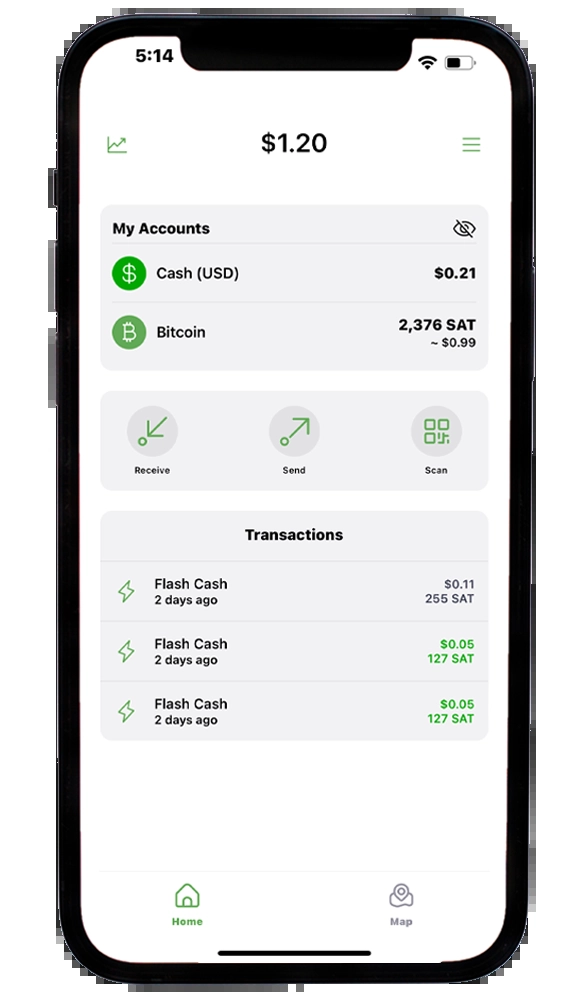 5:14
$1.20
My Accounts
Cash (USD)
$0.21
Bitcoin
2,376 SAT
~ $0.99
Receive
Send
Scan
Transactions
Flash Cash
$0.11
2 days ago
255 SAT
Flash Cash
$0.05
2 days ago
127 SAT
Flash Cash
$0.05
2 days ago
127 SAT
Home
Map